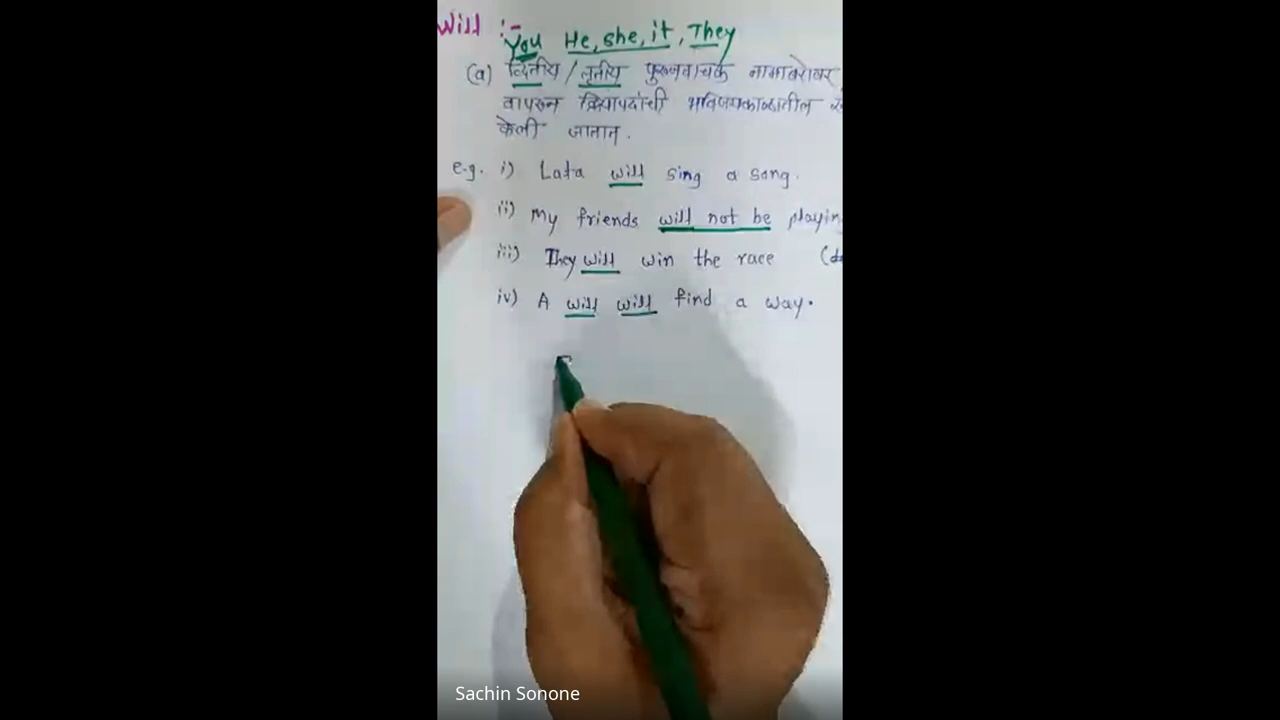 Will :-
You He, she, it, They
(a) द्वितीय / तृतीय पुरूषवाचक नामाबरोबर
वापरून क्रियापदांची भविष्यकाळातील
केली जातात.
e.g. i) Lata will sing a song.
ii) My friends will not be playin
iii) They will win the race
iv) A will will find a way.
Sachin Sonone